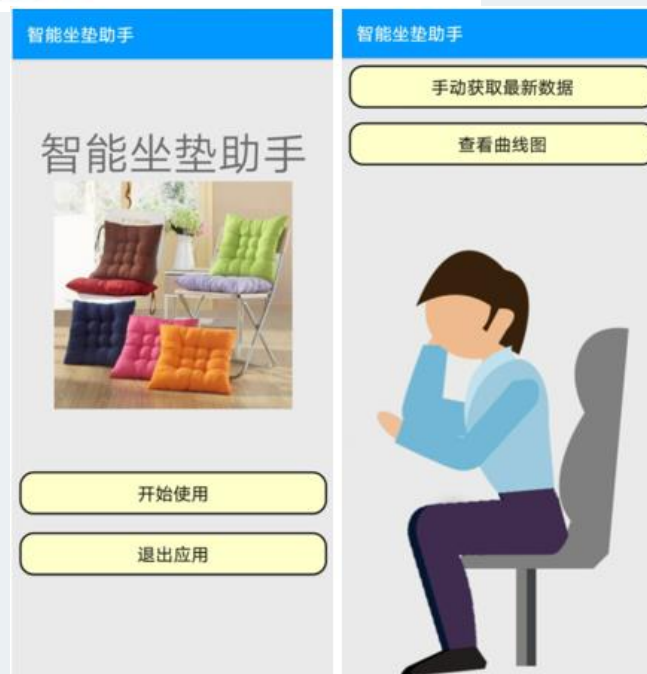 智能坐垫助手
智能坐垫助手
开始使用
退出应用
智能坐垫助手
手动获取最新数据
查看曲线图